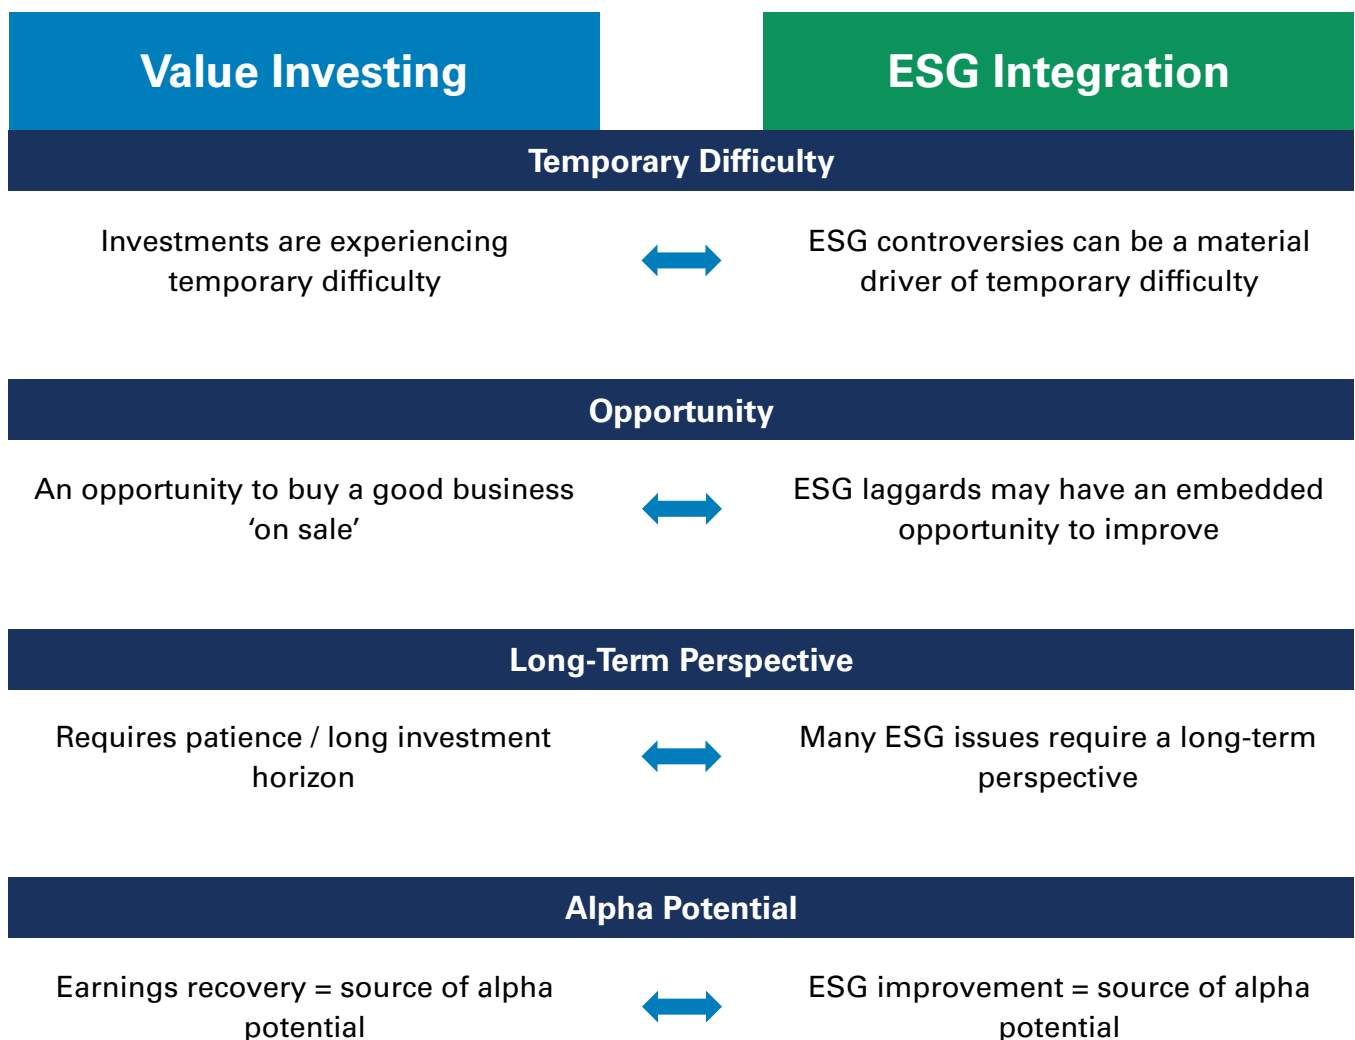 Value Investing
ESG Integration
Temporary Difficulty
Investments are experiencing
temporary difficulty
ESG controversies can be a material
driver of temporary difficulty
Opportunity
An opportunity to buy a good business
‘on sale’
ESG laggards may have an embedded
opportunity to improve
Long-Term Perspective
Requires patience / long investment
horizon
Many ESG issues require a long-term
perspective
Alpha Potential
Earnings recovery = source of alpha
potential
ESG improvement = source of alpha
potential